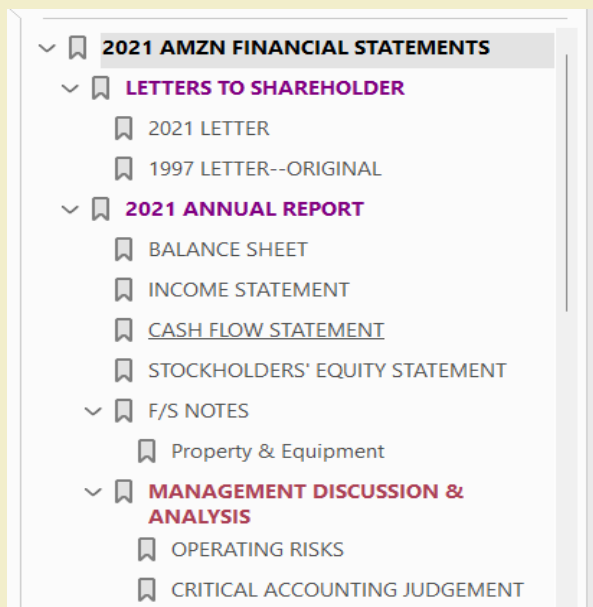 2021 AMZN FINANCIAL STATEMENTS
LETTERS TO SHAREHOLDER
2021 LETTER
1997 LETTER--ORIGINAL
2021 ANNUAL REPORT
BALANCE SHEET
INCOME STATEMENT
CASH FLOW STATEMENT
STOCKHOLDERS' EQUITY STATEMENT
F/S NOTES
Property & Equipment
MANAGEMENT DISCUSSION &
ANALYSIS
OPERATING RISKS
CRITICAL ACCOUNTING JUDGEMENT